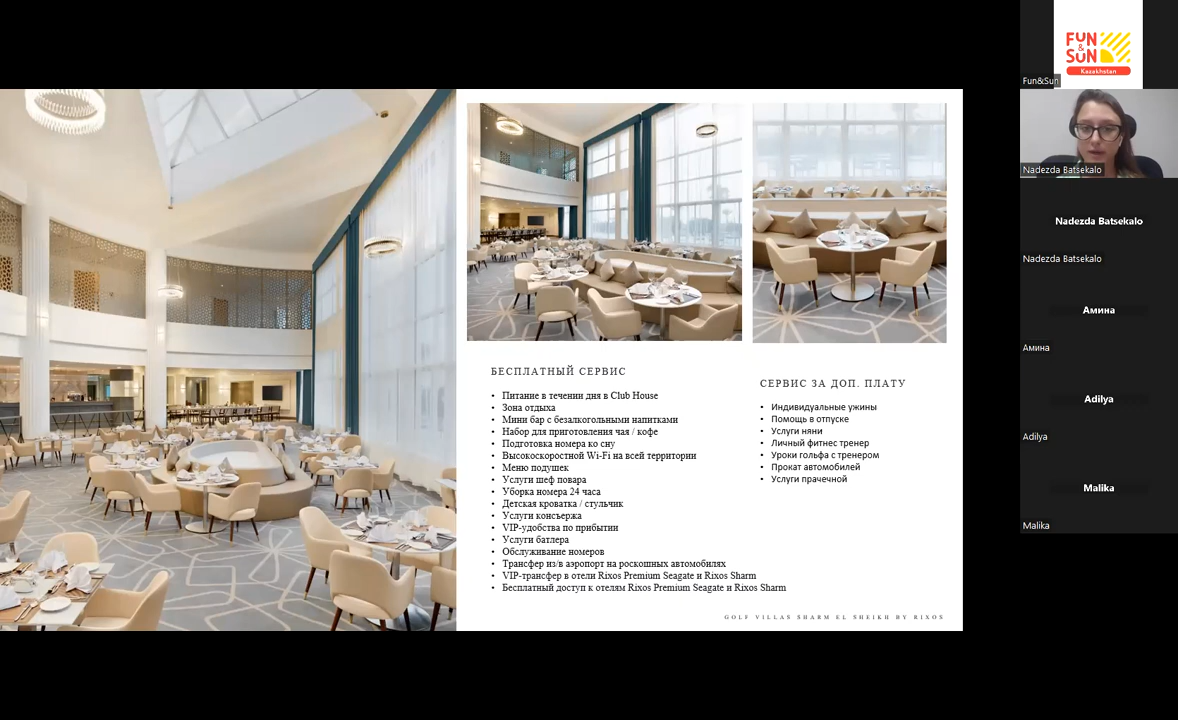 БЕСПЛАТНЫЙ СЕРВИС
• Питание в течении дня в Club House
• Зона отдыха
• Мини бар с безалкогольными напитками
• Набор для приготовления чая / кофе
• Подготовка номера ко сну
• Высокоскоростной Wi-Fi на всей территории
• Меню подушек
• Услуги шеф повара
• Уборка номера 24 часа
• Детская кроватка / стульчик
• Услуги консьержа
• VIP-удобства по прибытии
• Услуги батлера
• Обслуживание номеров
• Трансфер из/в аэропорт на роскошных автомобилях
• VIP-трансфер в отели Rixos Premium Seagate и Rixos Sharm
• Бесплатный доступ к отелям Rixos Premium Seagate и Rixos Sharm
СЕРВИС ЗА ДОП. ПЛАТУ
• Индивидуальные ужины
• Помощь в отпуске
• Услуги няни
• Личный фитнес тренер
• Уроки гольфа с тренером
• Прокат автомобилей
• Услуги прачечной
GOLF VILLAS SHARM EL SHEIKH BY RIXOS
FUN
&
SUN
Kazakhstan
Fun&Sun
Nadezda Batsekalo
Nadezda Batsekalo
Nadezda Batsekalo
Амина
Амина
Adilya
Adilya
Malika
Malika